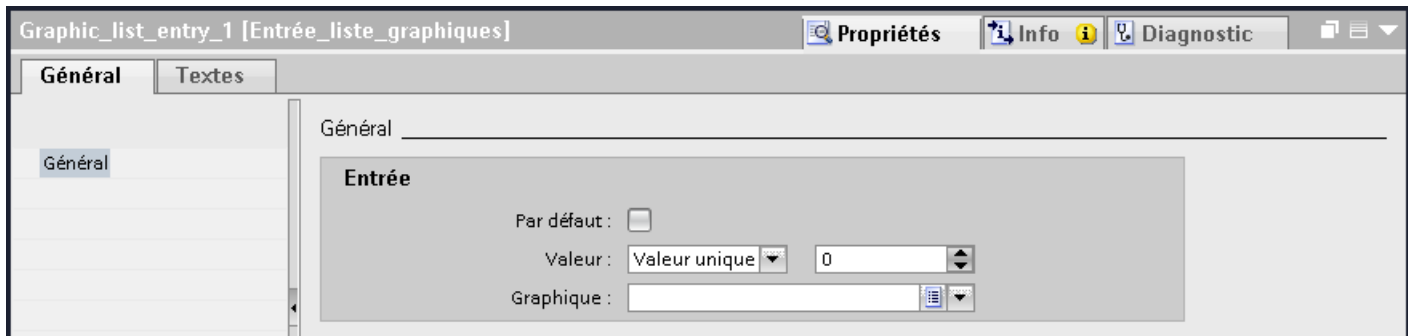 Graphic_list_entry_1 [Entrée_liste_graphiques]
Propriétés
Info
Diagnostic
Général
Textes
Général
Général
Entrée
Par défaut :
Valeur : Valeur unique 0
Graphique :